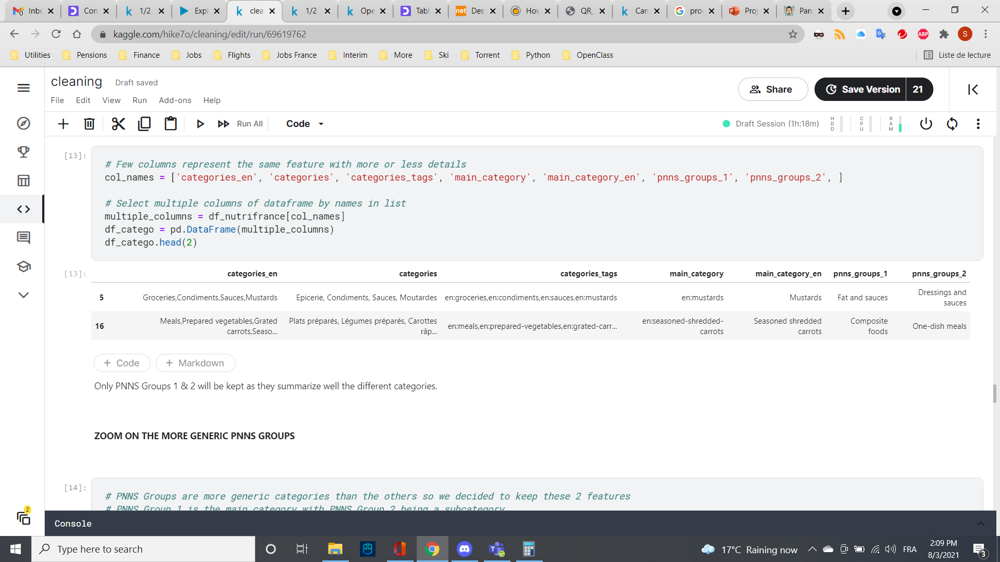 Inbc
Con
1/2
Expl
clea
1/2
Ope
Tabl
net Des
How
QR_
Can
pro
Proj
Pan
kaggle.com/hike7o/cleaning/edit/run/69619762
ABP
S
Utilities
Pensions
Finance
Jobs
Flights
Jobs France
Interim
More
Ski
Torrent
Python
OpenClass
Liste de lecture
cleaning
Draft saved
File
Edit
View
Run
Add-ons
Help
Share
Save Version
21
Run All
Code
Draft Session (1h:18m)
HDD
CPU
RAM
[13]:
# Few columns represent the same feature with more or less details
col_names = ['categories_en', 'categories', 'categories_tags', 'main_category', 'main_category_en', 'pnns_groups_1', 'pnns_groups_2', ]
# Select multiple columns of dataframe by names in list
multiple_columns = df_nutrifrance[col_names]
df_catego = pd.DataFrame(multiple_columns)
df_catego.head(2)
[13]:
categories_en categories categories_tags main_category main_category_en pnns_groups_1 pnns_groups_2
5 Groceries,Condiments,Sauces,Mustards Epicerie, Condiments, Sauces, Moutardes en:groceries,en:condiments,en:sauces,en:mustards en:mustards Mustards Fat and sauces Dressings and
sauces
16 Meals,Prepared vegetables,Grated Plats préparés, Légumes préparés, Carottes en:meals,en:prepared-vegetables,en:grated-carr... en:seasoned-shredded- Seasoned shredded Composite One-dish meals
carrots,Seaso... râp... carrots carrots foods
+ Code
+ Markdown
Only PNNS Groups 1 & 2 will be kept as they summarize well the different categories.
ZOOM ON THE MORE GENERIC PNNS GROUPS
[14]:
# PNNS Groups are more generic categories than the others so we decided to keep these 2 features
# PNNS Group 1 is the main category with PNNS Group 2 being a subcategory
2
Console
Type here to search
17°C Raining now
FRA
2:09 PM
8/3/2021
3